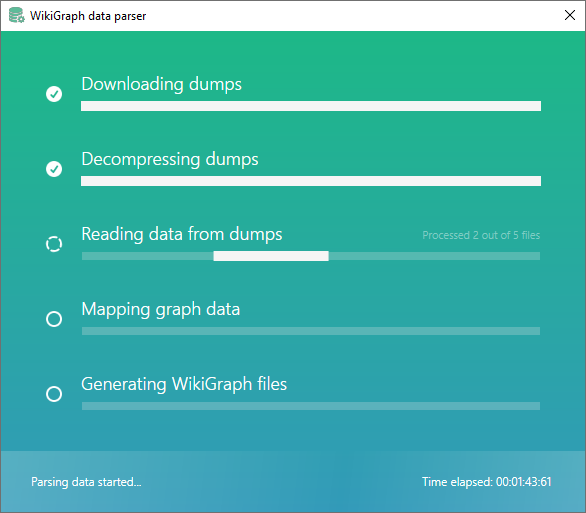 WikiGraph data parser
Downloading dumps
Decompressing dumps
Reading data from dumps
Processed 2 out of 5 files
Mapping graph data
Generating WikiGraph files
Parsing data started...
Time elapsed: 00:01:43:61